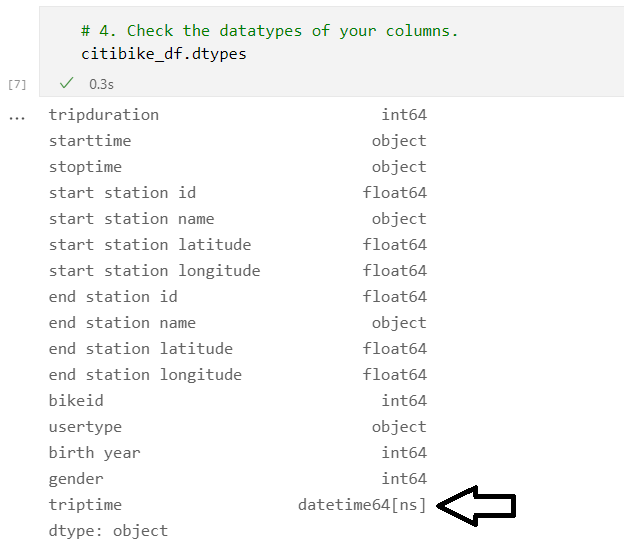 # 4. Check the datatypes of your columns.
citibike_df.dtypes
[7] ✓ 0.3s
... tripduration int64
starttime object
stoptime object
start station id float64
start station name object
start station latitude float64
start station longitude float64
end station id float64
end station name object
end station latitude float64
end station longitude float64
bikeid int64
usertype object
birth year int64
gender int64
triptime datetime64[ns]
dtype: object